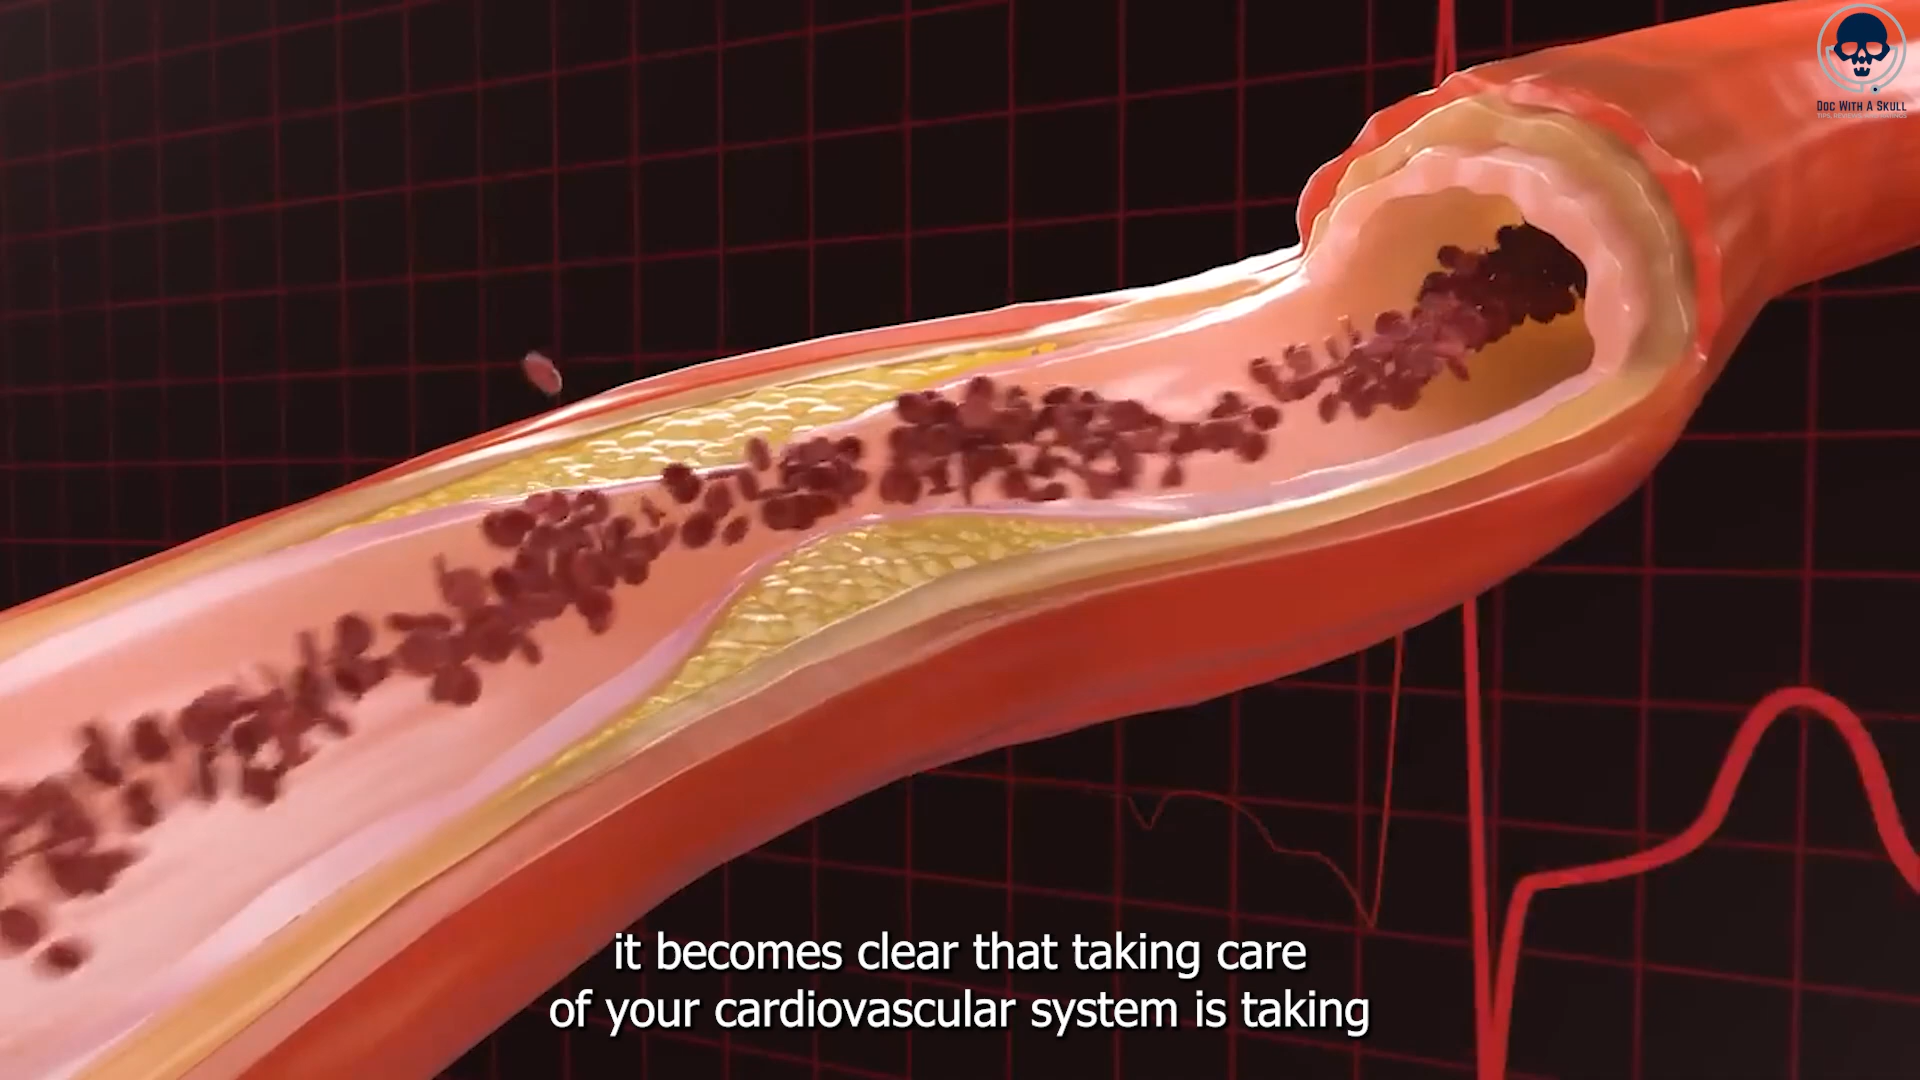 DOC WITH A SKULL
it becomes clear that taking care
of your cardiovascular system is taking